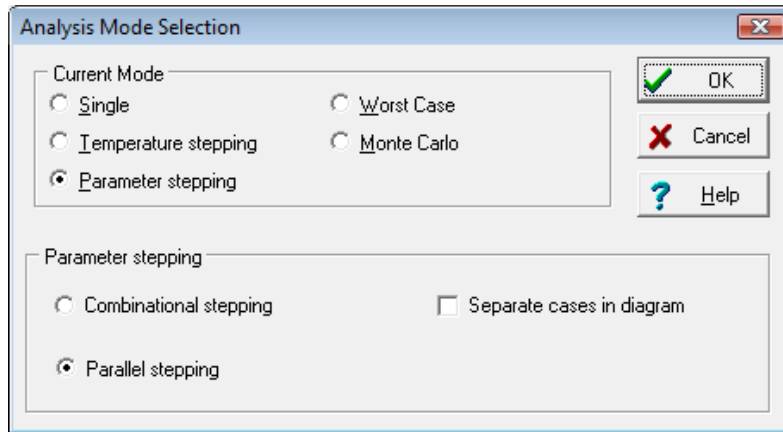 Analysis Mode Selection
Current Mode
Single
Worst Case
Temperature stepping
Monte Carlo
Parameter stepping
OK
Cancel
Help
Parameter stepping
Combinational stepping
Separate cases in diagram
Parallel stepping